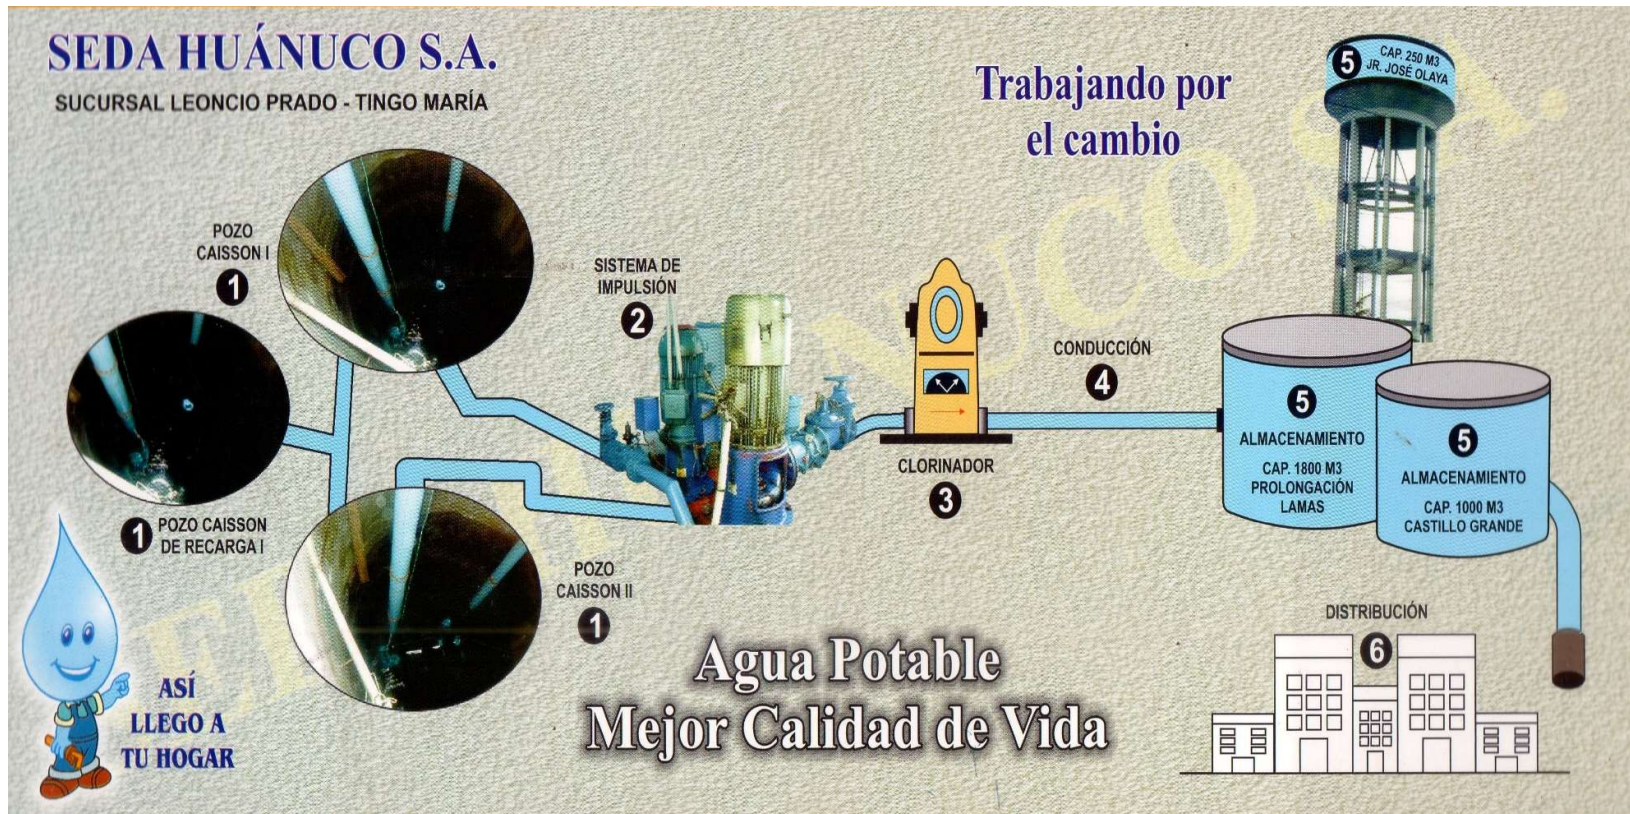 SEDA HUÁNUCO S.A.
SUCURSAL LEONCIO PRADO - TINGO MARÍA
Trabajando por
el cambio
5
CAP. 250 M3
JR. JOSÉ OLAYA
POZO
CAISSON I
1
SISTEMA DE
IMPULSIÓN
2
CONDUCCIÓN
4
5
ALMACENAMIENTO
CAP. 1800 M3
PROLONGACIÓN
LAMAS
5
ALMACENAMIENTO
CAP. 1000 M3
CASTILLO GRANDE
CLORINADOR
3
1
POZO CAISSON
DE RECARGA I
POZO
CAISSON II
1
DISTRIBUCIÓN
6
Agua Potable
Mejor Calidad de Vida
ASÍ
LLEGO A
TU HOGAR